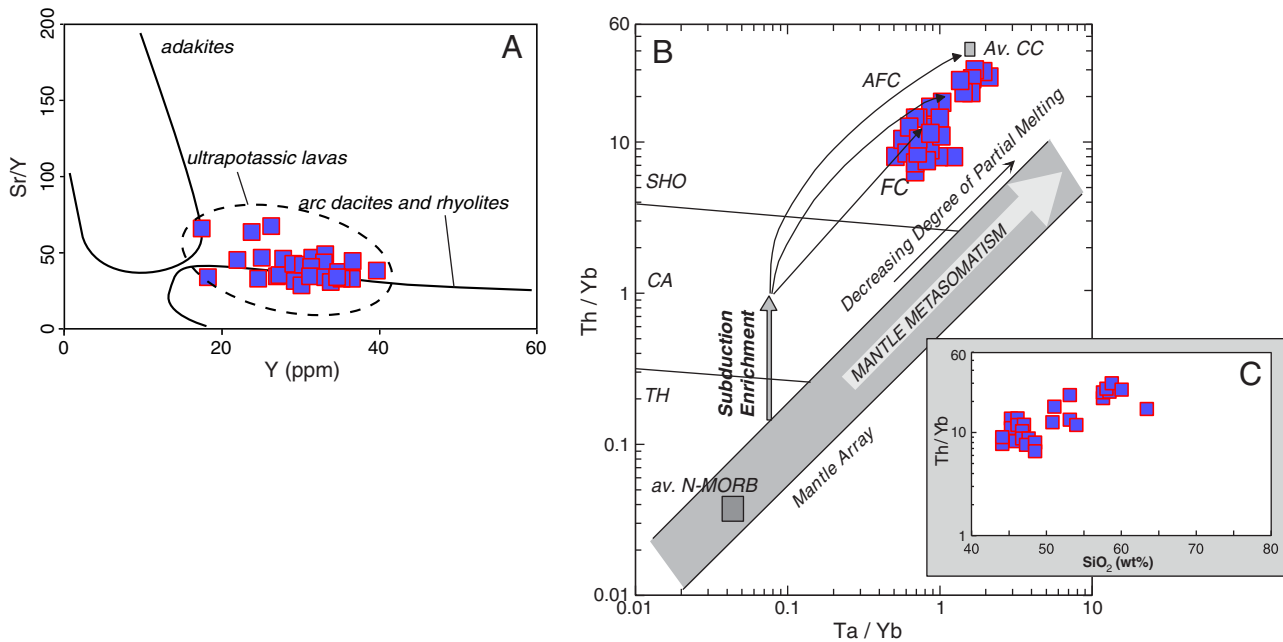 A
200
150
100
50
0
Sr/Y
adakites
ultrapotassic lavas
arc dacites and rhyolites
0
20
40
60
Y (ppm)
B
60
10
1
0.1
0.01
Th / Yb
Av. CC
AFC
FC
SHO
CA
TH
Decreasing Degree of Partial Melting
MANTLE METASOMATISM
Subduction
Enrichment
Mantle Array
av. N-MORB
0.01
0.1
1
10
Ta / Yb
C
60
10
1
Th/Yb
40
50
60
70
80
SiO2 (wt%)